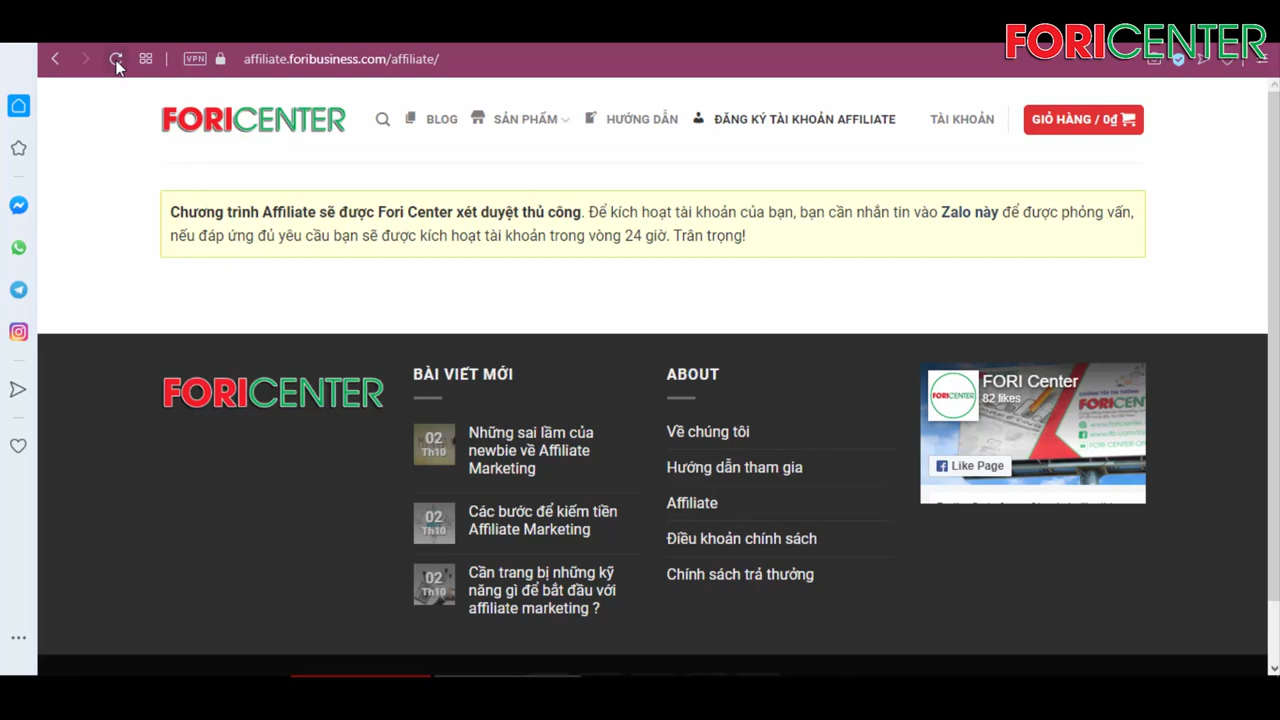 FORICENTER
VPN affiliate.foribusiness.com/affiliate/
FORICENTER BLOG SẢN PHẨM HƯỚNG DẪN ĐĂNG KÝ TÀI KHOẢN AFFILIATE TÀI KHOẢN GIỎ HÀNG / 0₫
Chương trình Affiliate sẽ được Fori Center xét duyệt thủ công. Để kích hoạt tài khoản của bạn, bạn cần nhắn tin vào Zalo này để được phỏng vấn,
nếu đáp ứng đủ yêu cầu bạn sẽ được kích hoạt tài khoản trong vòng 24 giờ. Trân trọng!
FORICENTER
BÀI VIẾT MỚI
02
Th10
Những sai lầm của
newbie về Affiliate
Marketing
02
Th10
Các bước để kiếm tiền
Affiliate Marketing
02
Th10
Cần trang bị những kỹ
năng gì để bắt đầu với
affiliate marketing ?
ABOUT
Về chúng tôi
Hướng dẫn tham gia
Affiliate
Điều khoản chính sách
Chính sách trả thưởng
FORICENTER
FORI Center
82 likes
Like Page